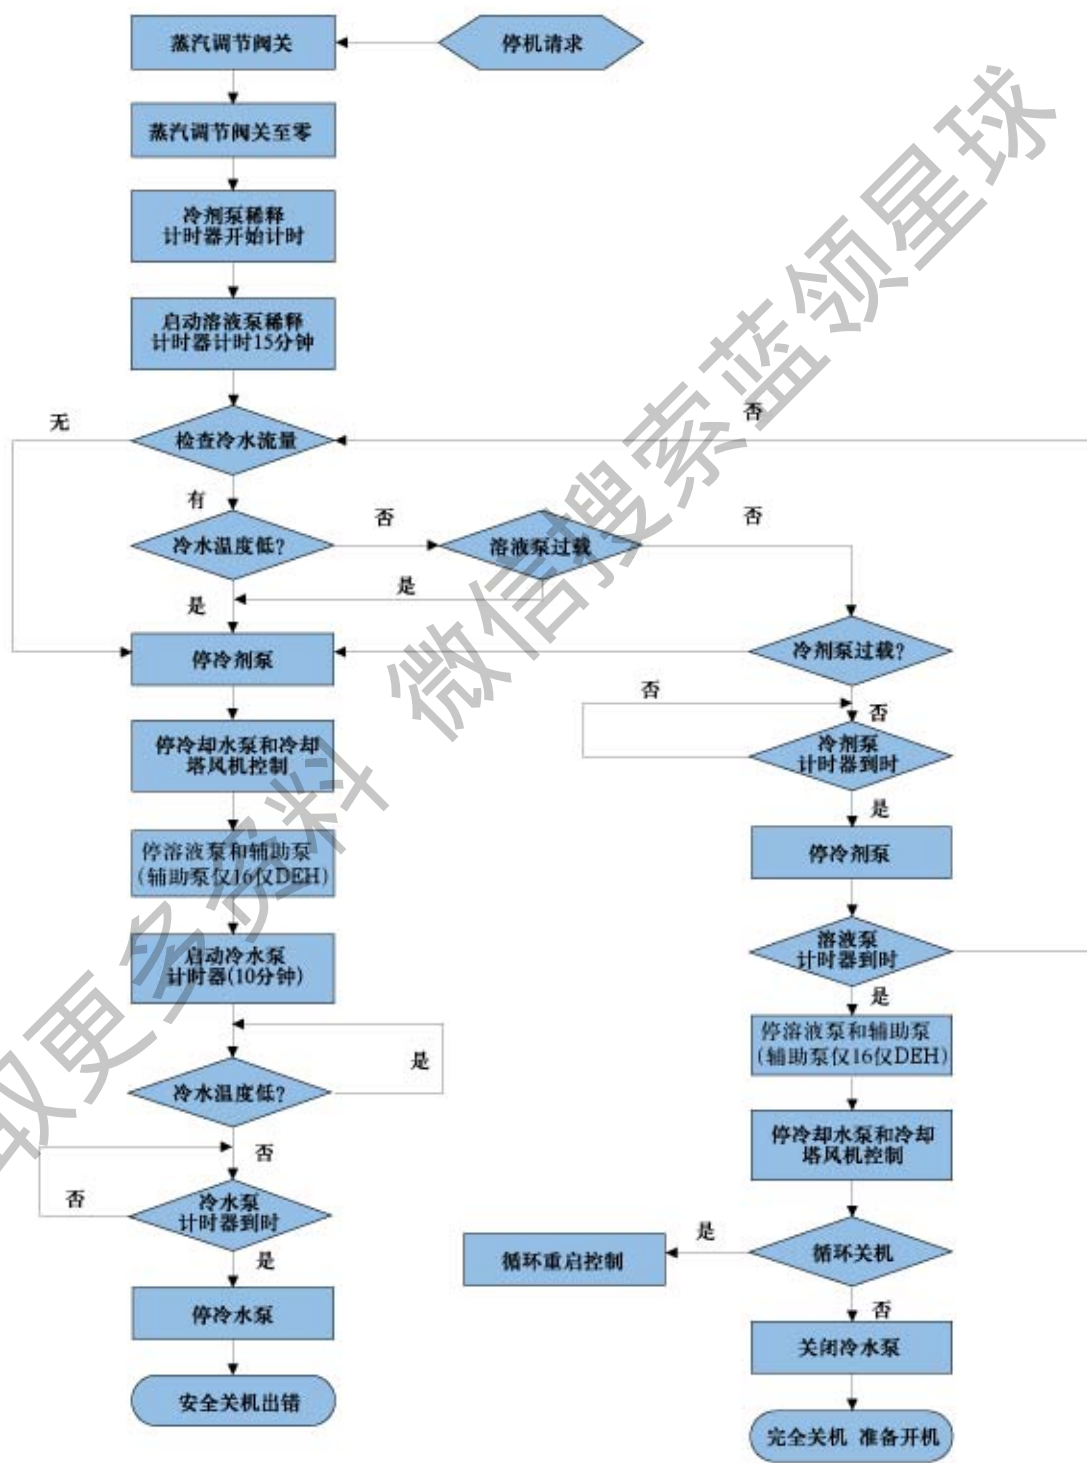 蒸汽调节阀关
停机请求
蒸汽调节阀关至零
冷剂泵稀释
计时器开始计时
启动溶液泵稀释
计时器计时15分钟
无
否
检查冷水流量
有
否
否
冷水温度低?
溶液泵过载
是
是
停冷剂泵
冷剂泵过载?
否
否
停冷却水泵和冷却
塔风机控制
冷剂泵
计时器到时
是
停溶液泵和辅助泵
(辅助泵仅16仅DEH)
停冷剂泵
启动冷水泵
计时器(10分钟)
溶液泵
计时器到时
是
是
停溶液泵和辅助泵
(辅助泵仅16仅DEH)
冷水温度低?
否
停冷却水泵和冷却
塔风机控制
否
冷水泵
计时器到时
是
是
循环重启控制
循环关机
否
停冷水泵
关闭冷水泵
安全关机出错
完全关机 准备开机
取更多资料 微信搜索蓝领星球